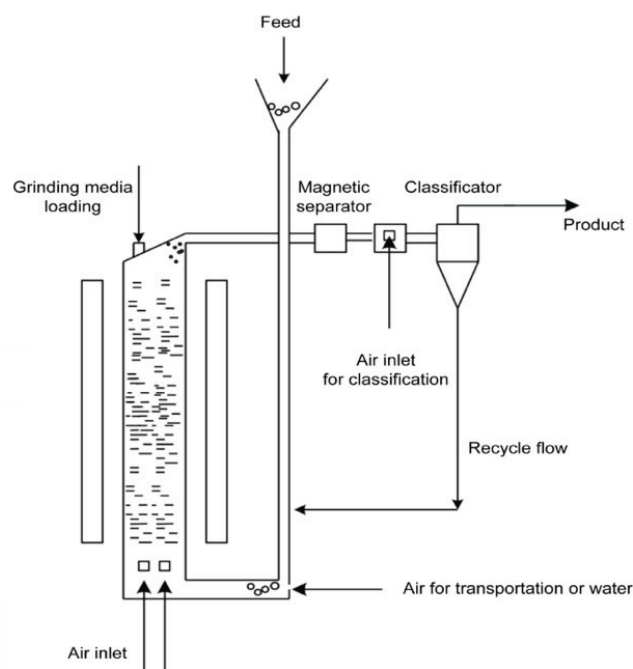 Feed
Grinding media
loading
Magnetic
separator
Classificator
Product
Air inlet
for classification
Recycle flow
Air for transportation or water
Air inlet